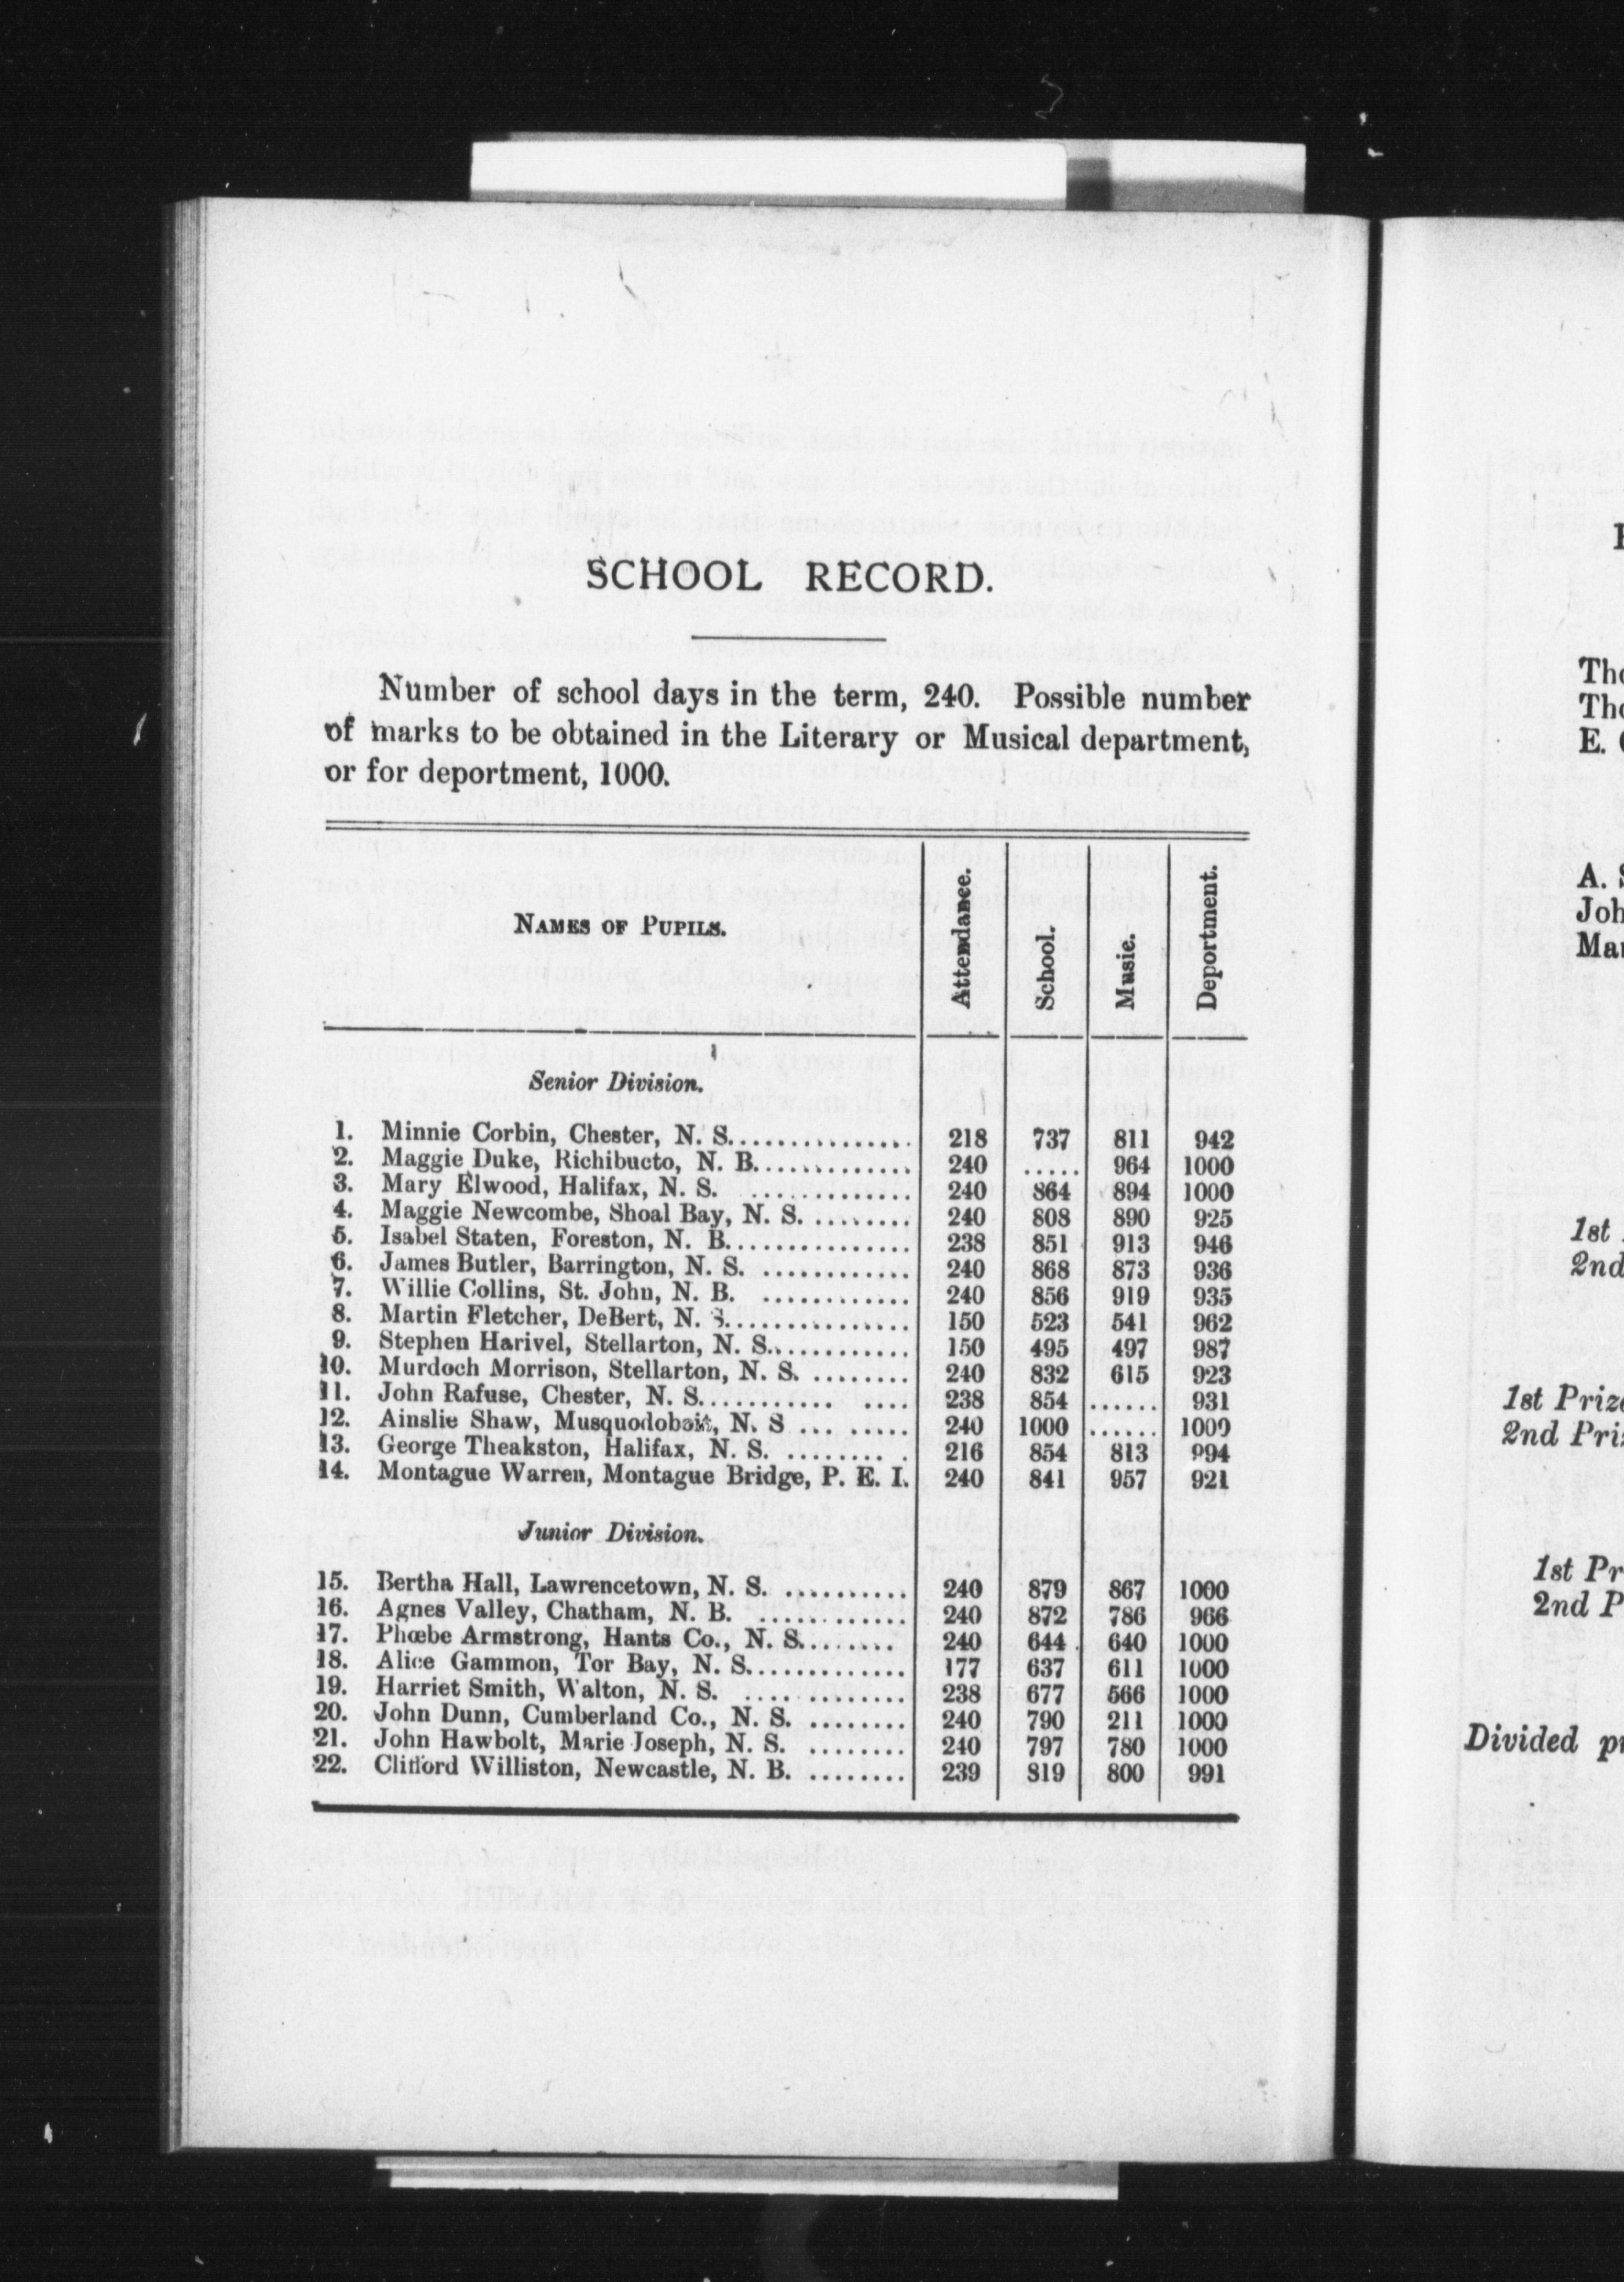 SCHOOL RECORD.
Number of school days in the term, 240. Possible number
of marks to be obtained in the Literary or Musical department,
or for deportment, 1000.
NAMES OF PUPILS. Attendance. School. Music. Deportment.
Senior Division.
1. Minnie Corbin, Chester, N. S............... 218 737 811 942
2. Maggie Duke, Richibucto, N. B............. 240 ..... 964 1000
3. Mary Elwood, Halifax, N. S. ............. 240 864 894 1000
4. Maggie Newcombe, Shoal Bay, N. S. ......... 240 808 890 925
5. Isabel Staten, Foreston, N. B............... 238 851 913 946
6. James Butler, Barrington, N. S. ............ 240 868 873 936
7. Willie Collins, St. John, N. B. ............ 240 856 919 935
8. Martin Fletcher, DeBert, N. S............... 150 523 541 962
9. Stephen Harivel, Stellarton, N. S............ 150 495 497 987
10. Murdoch Morrison, Stellarton, N. S. ........ 240 832 615 923
11. John Rafuse, Chester, N. S........... .... 238 854 ...... 931
12. Ainslie Shaw, Musquodoboit, N. S ... ..... 240 1000 ...... 1000
13. George Theakston, Halifax, N. S. ........ . 216 854 813 994
14. Montague Warren, Montague Bridge, P. E. I. 240 841 957 921
Junior Division.
15. Bertha Hall, Lawrencetown, N. S. .......... 240 879 867 1000
16. Agnes Valley, Chatham, N. B. ............ 240 872 786 966
17. Phœbe Armstrong, Hants Co., N. S........ 240 644 640 1000
18. Alice Gammon, Tor Bay, N. S............. 177 637 611 1000
19. Harriet Smith, Walton, N. S. .... ........ 238 677 566 1000
20. John Dunn, Cumberland Co., N. S. ........ 240 790 211 1000
21. John Hawbolt, Marie Joseph, N. S. ........ 240 797 780 1000
22. Clifford Williston, Newcastle, N. B. ........ 239 819 800 991
E.
A.
1st
2nd
1st
2nd
1st
2nd
Divided